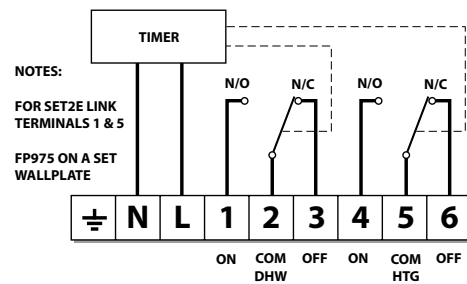 TIMER
NOTES:
FOR SET2E LINK
TERMINALS 1 & 5
FP975 ON A SET
WALLPLATE
N/O N/C N/O N/C
N L 1 2 3 4 5 6
ON COM OFF ON COM OFF
DHW HTG